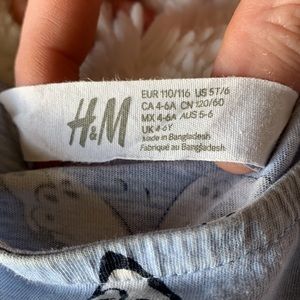 H&M
EUR 110/116 US 5T/6
CA 4-6A CN 120/60
MX 4-6A AUS 5-6
UK 4-6Y
Made in Bangladesh
Fabriqué au Bangladesh